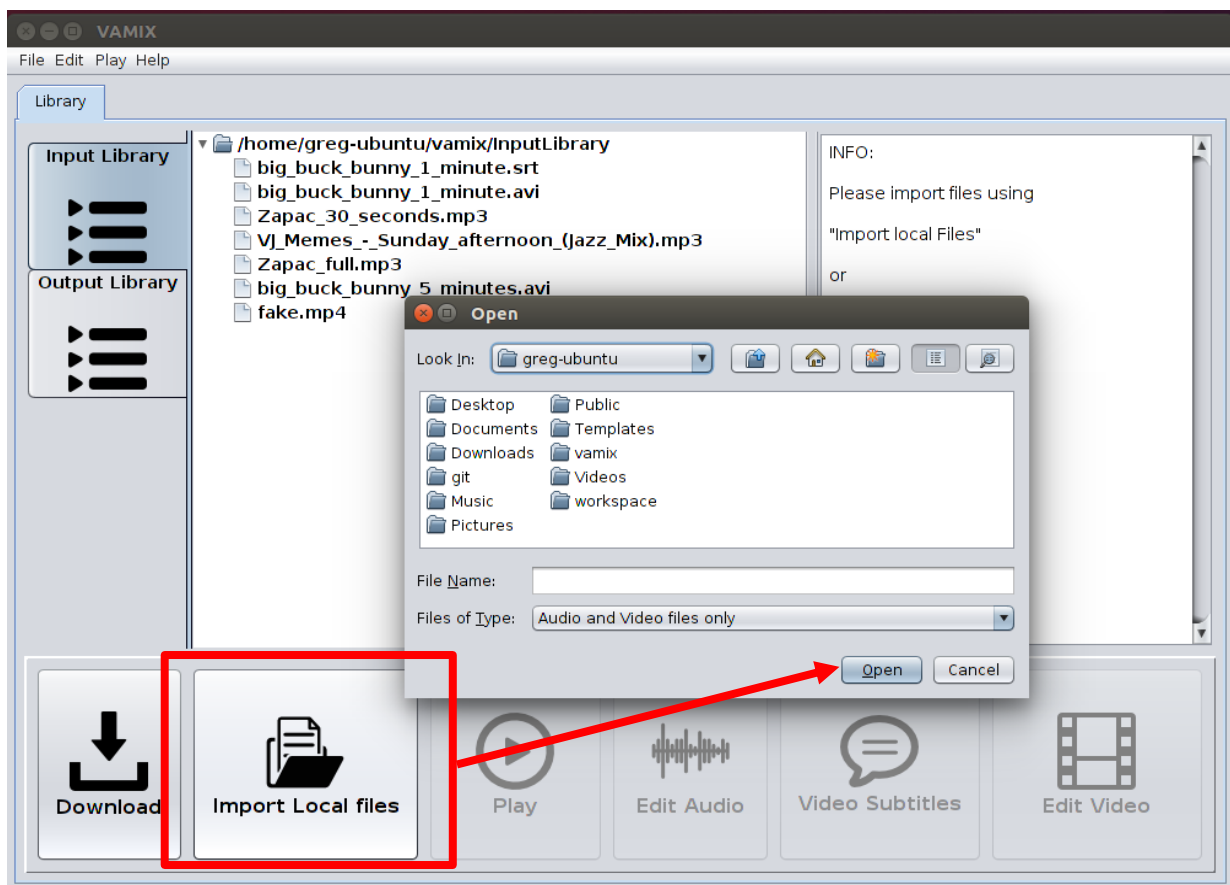 VAMIX
File Edit Play Help
Library
Input Library
Output Library
/home/greg-ubuntu/vamix/InputLibrary
big_buck_bunny_1_minute.srt
big_buck_bunny_1_minute.avi
Zapac_30_seconds.mp3
VJ_Memes_-_Sunday_afternoon_(Jazz_Mix).mp3
Zapac_full.mp3
big_buck_bunny_5_minutes.avi
fake.mp4
INFO:
Please import files using
"Import local Files"
or
Open
Look In: greg-ubuntu
Desktop Public
Documents Templates
Downloads vamix
git Videos
Music workspace
Pictures
File Name:
Files of Type: Audio and Video files only
Open Cancel
Download Import Local files Play Edit Audio Video Subtitles Edit Video